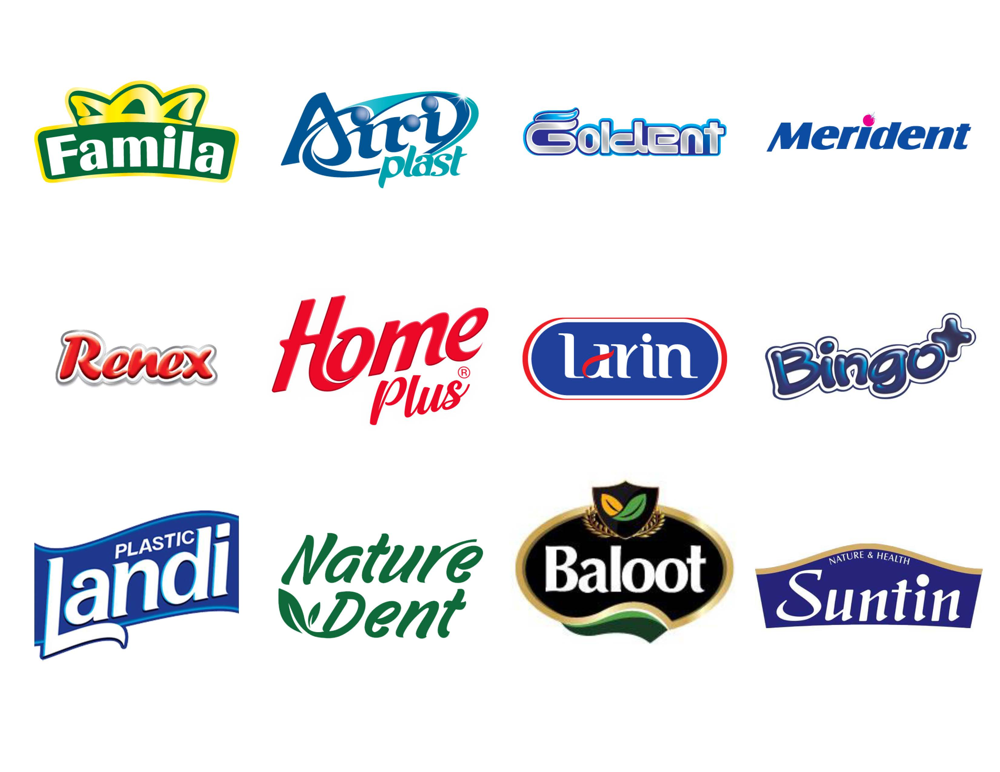 Famila
Airi
plast
Goldent
Merident
Renex
Home
plus®
Larin
Bingo+
PLASTIC
Landi
Nature
Dent
Baloot
NATURE & HEALTH
Suntin